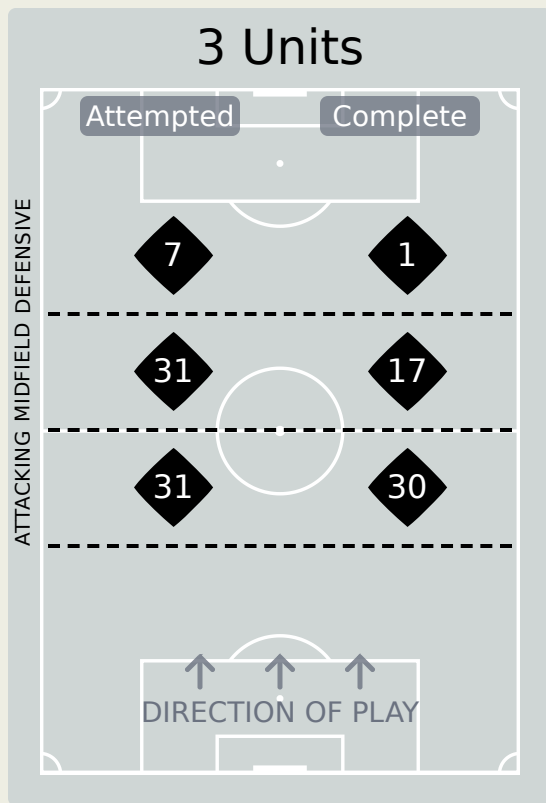 3 Units
Attempted Complete
7 1
31 17
31 30
ATTACKING MIDFIELD DEFENSIVE
DIRECTION OF PLAY